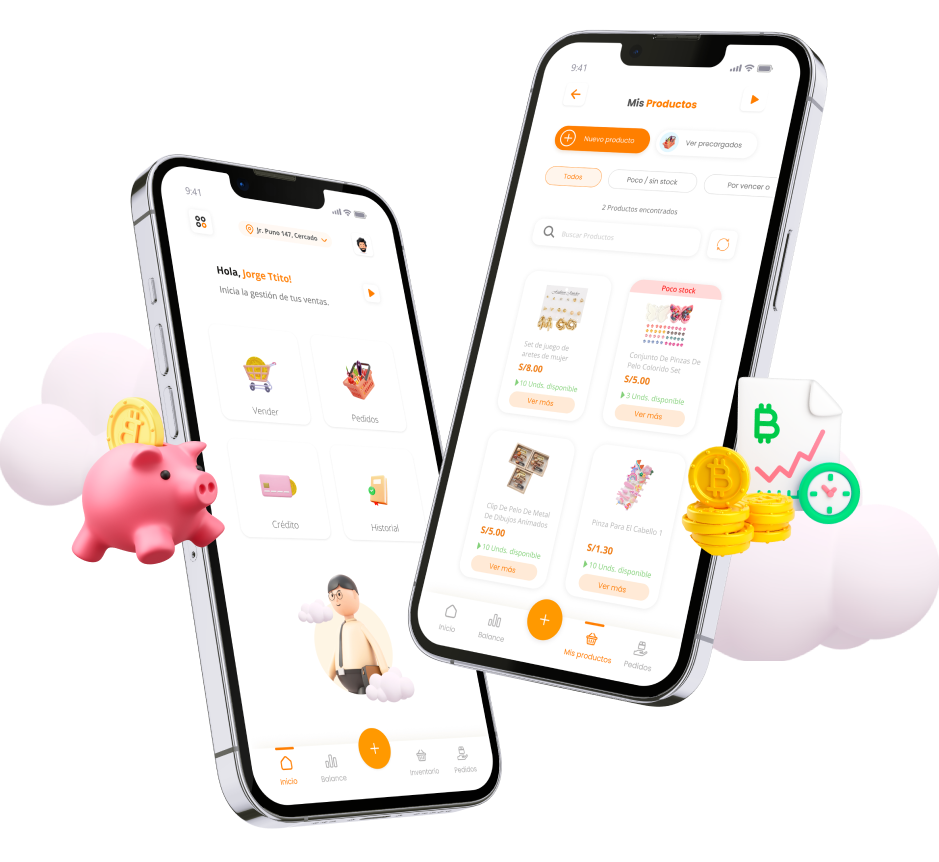 9:41
Jr. Puno 147, Cercado
Hola, Jorge Ttito!
Inicia la gestión de tus ventas.
Vender
Pedidos
Crédito
Historial
Inicio
Balance
Inventario
Pedidos
9:41
Mis Productos
Nuevo producto
Ver precargados
Todos
Poco / sin stock
Por vencer o
2 Productos encontrados
Buscar Productos
Set de juego de
aretes de mujer
S/8.00
10 Unds. disponible
Ver más
Poco stock
Conjunto De Pinzas De
Pelo Colorido Set
S/5.00
3 Unds. disponible
Ver más
Clip De Pelo De Metal
De Dibujos Animados
S/5.00
10 Unds. disponible
Ver más
Pinza Para El Cabello 1
S/1.30
10 Unds. disponible
Ver más
Inicio
Balance
Mis productos
Pedidos